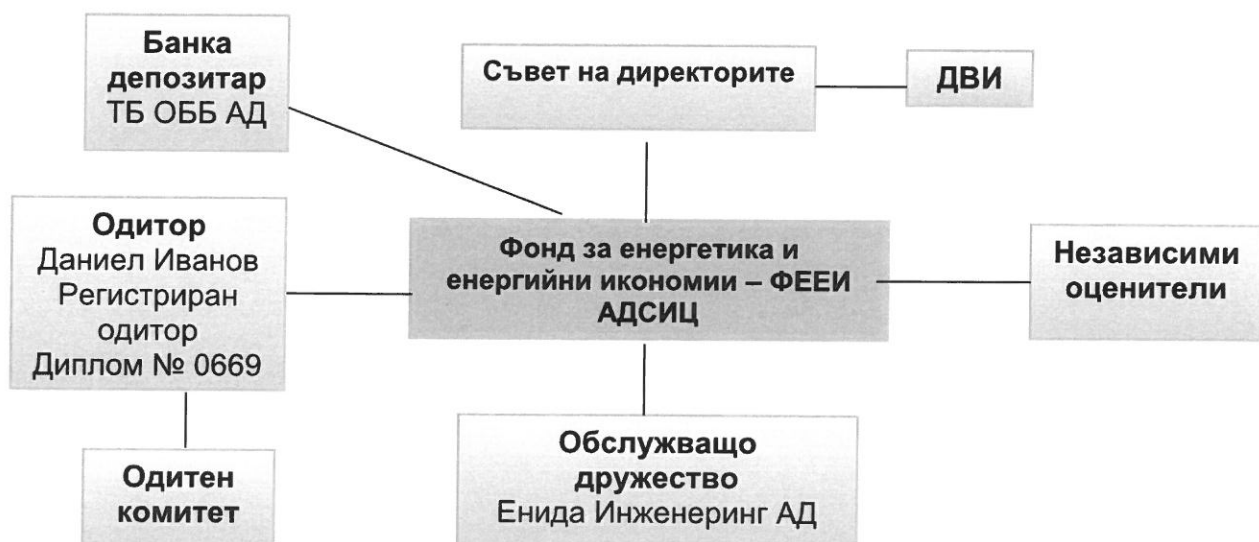 Банка
депозитар
ТБ ОББ АД
Съвет на директорите
ДВИ
Одитор
Даниел Иванов
Регистриран
одитор
Диплом № 0669
Фонд за енергетика и
енергийни икономии – ФЕЕИ
АДСИЦ
Независими
оценители
Одитен
комитет
Обслужващо
дружество
Енида Инженеринг АД